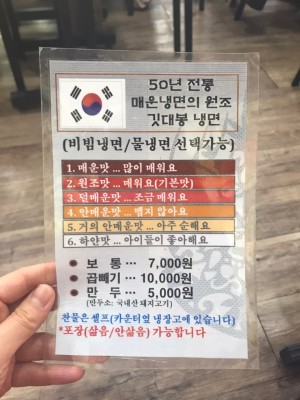 50년 전통
매운냉면의 원조
깃대봉 냉면
(비빔냉면/물냉면 선택가능)
1. 매운맛 ... 많이 매워요
2. 원조맛 ... 매워요(기본맛)
3. 덜매운맛 ... 조금 매워요
4. 안매운맛 ... 맵지 않아요
5. 거의 안매운맛 ... 아주 순해요
6. 하얀맛 ... 아이들이 좋아해요
보 통 ··· 7,000원
곱빼기 ··· 10,000원
만 두 ··· 5,000원
(만두소: 국내산 돼지고기)
찬물은 셀프(카운터옆 냉장고에 있습니다)
*포장(삶음/안삶음) 가능합니다